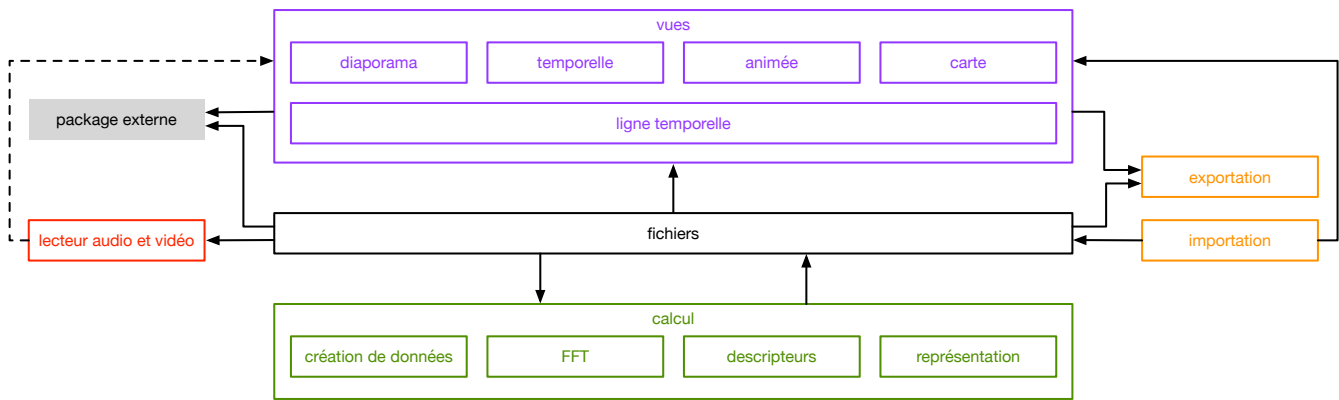 vues
diaporama
temporelle
animée
carte
package externe
ligne temporelle
exportation
lecteur audio et vidéo
fichiers
importation
calcul
création de données
FFT
descripteurs
représentation